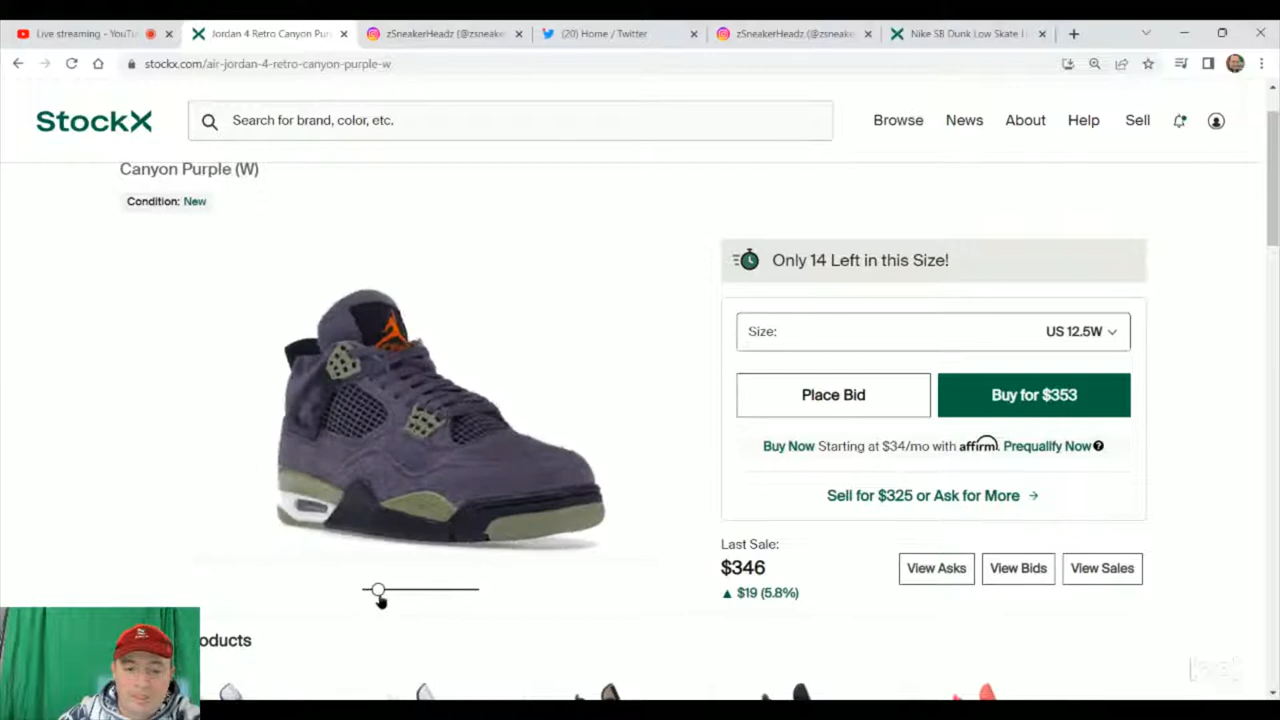 Live streaming - YouTu
Jordan 4 Retro Canyon Pur
zSneakerHeadz (@zsneake
(20) Home / Twitter
zSneakerHeadz (@zsneake
Nike SB Dunk Low Skate L
stockx.com/air-jordan-4-retro-canyon-purple-w
StockX
Search for brand, color, etc.
Browse
News
About
Help
Sell
Canyon Purple (W)
Condition: New
Only 14 Left in this Size!
Size:
US 12.5W
Place Bid
Buy for $353
Buy Now Starting at $34/mo with affirm. Prequalify Now
Sell for $325 or Ask for More →
Last Sale:
$346
▲ $19 (5.8%)
View Asks
View Bids
View Sales
oducts